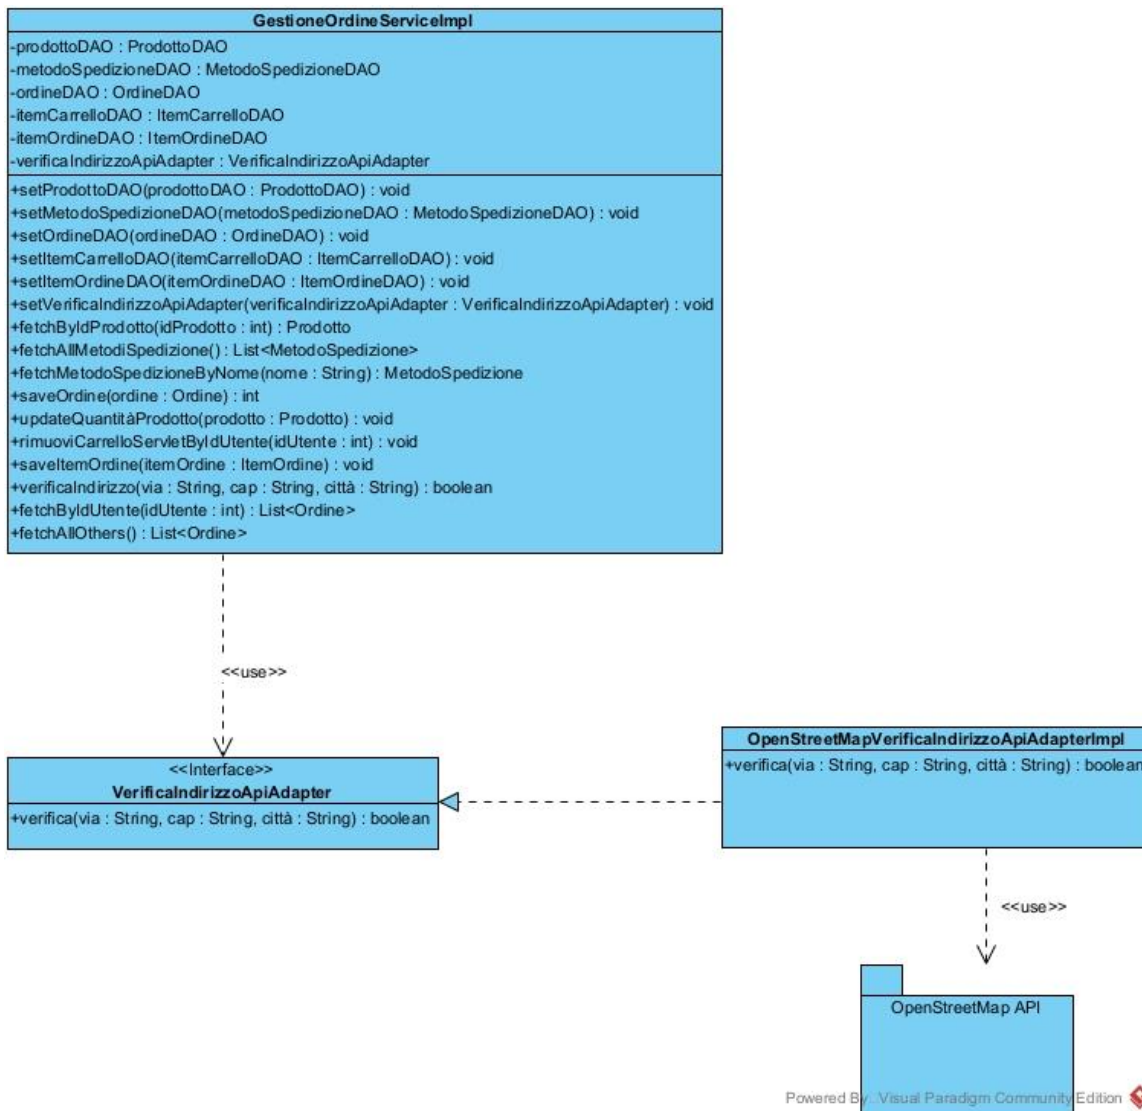 GestioneOrdineServiceImpl
-prodottoDAO : ProdottoDAO
-metodoSpedizioneDAO : MetodoSpedizioneDAO
-ordineDAO : OrdineDAO
-itemCarrelloDAO : ItemCarrelloDAO
-itemOrdineDAO : ItemOrdineDAO
-verificaIndirizzoApiAdapter : VerificaIndirizzoApiAdapter
+setProdottoDAO(prodottoDAO : ProdottoDAO) : void
+setMetodoSpedizioneDAO(metodoSpedizioneDAO : MetodoSpedizioneDAO) : void
+setOrdineDAO(ordineDAO : OrdineDAO) : void
+setItemCarrelloDAO(itemCarrelloDAO : ItemCarrelloDAO) : void
+setItemOrdineDAO(itemOrdineDAO : ItemOrdineDAO) : void
+setVerificaIndirizzoApiAdapter(verificaIndirizzoApiAdapter : VerificaIndirizzoApiAdapter) : void
+fetchByIdProdotto(idProdotto : int) : Prodotto
+fetchAllMetodiSpedizione() : List<MetodoSpedizione>
+fetchMetodoSpedizioneByNome(nome : String) : MetodoSpedizione
+saveOrdine(ordine : Ordine) : int
+updateQuantitàProdotto(prodotto : Prodotto) : void
+rimuoviCarrelloServletByIdUtente(idUtente : int) : void
+saveItemOrdine(itemOrdine : ItemOrdine) : void
+verificaIndirizzo(via : String, cap : String, città : String) : boolean
+fetchByIdUtente(idUtente : int) : List<Ordine>
+fetchAllOthers() : List<Ordine>
<<use>>
<<Interface>>
VerificaIndirizzoApiAdapter
+verifica(via : String, cap : String, città : String) : boolean
OpenStreetMapVerificaIndirizzoApiAdapterImpl
+verifica(via : String, cap : String, città : String) : boolean
<<use>>
OpenStreetMap API
Powered By Visual Paradigm Community Edition